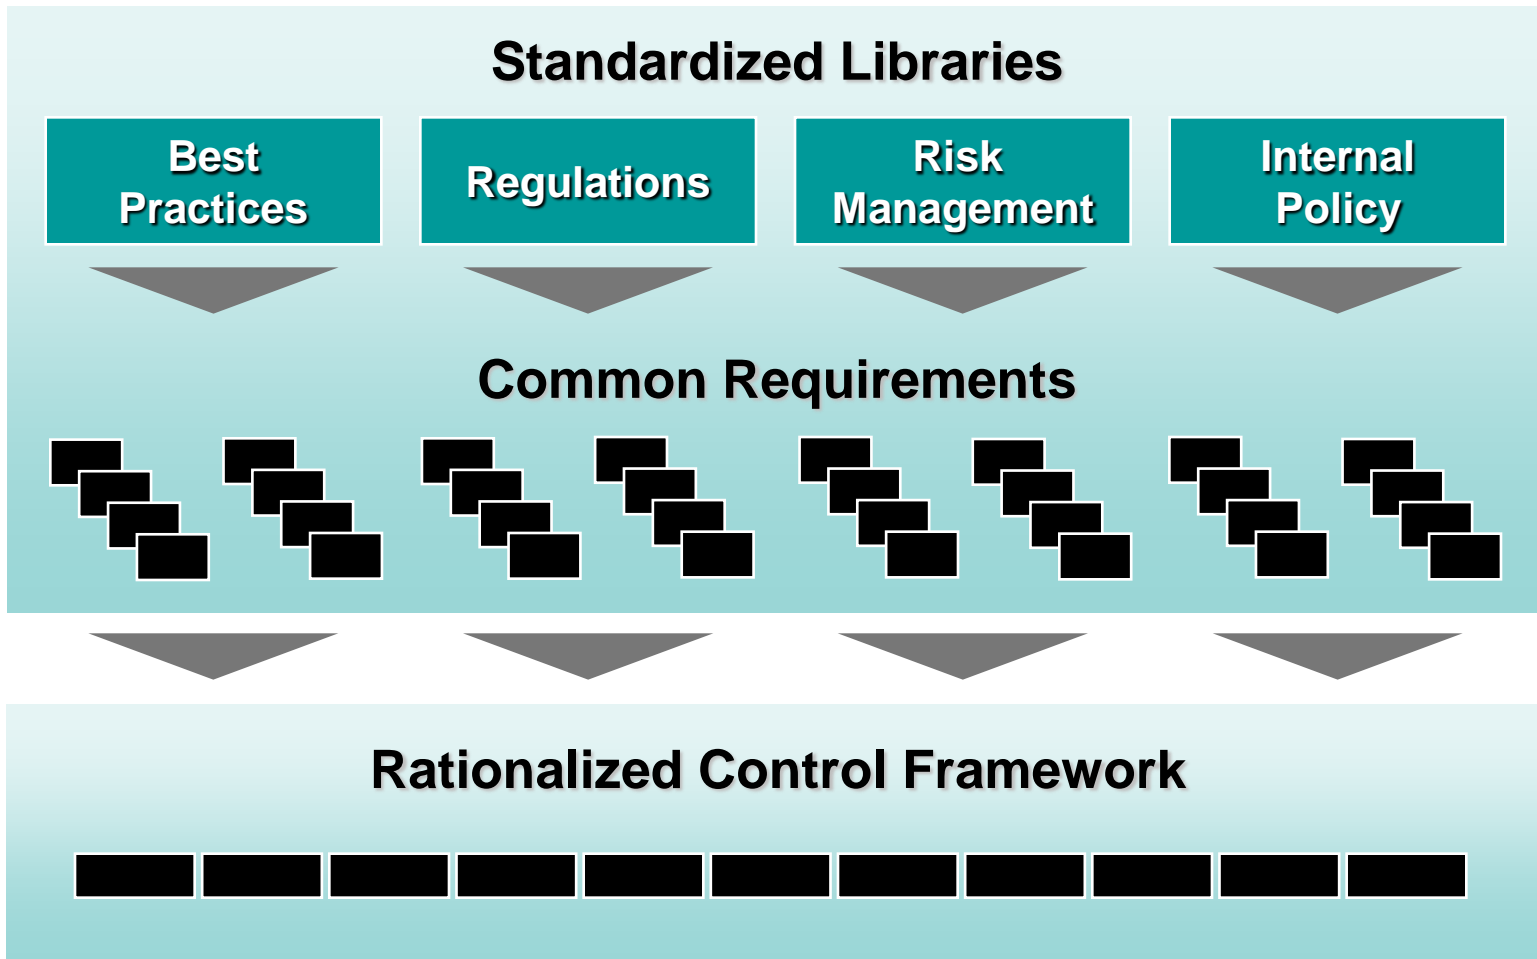 Standardized Libraries
Best
Practices
Regulations
Risk
Management
Internal
Policy
Common Requirements
Rationalized Control Framework